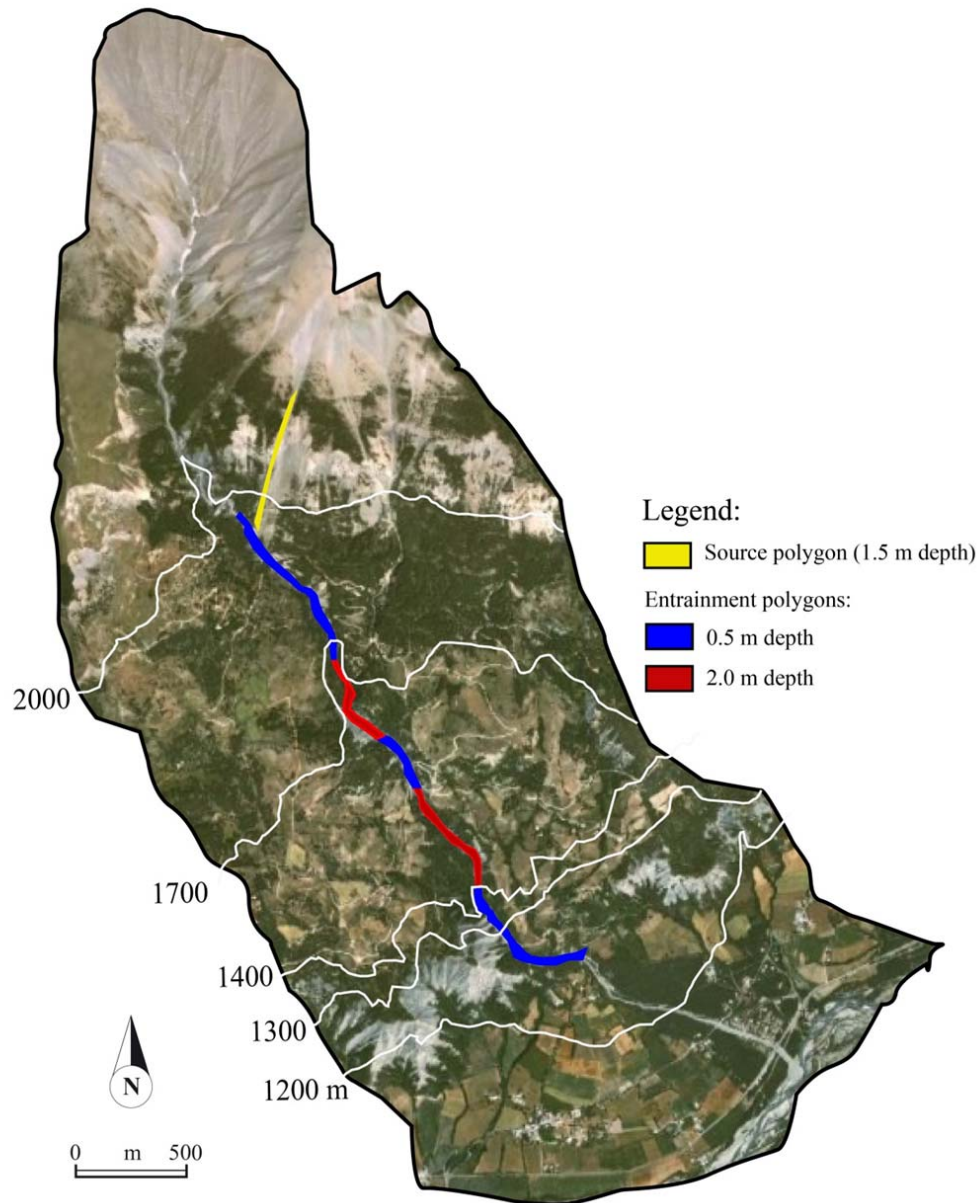 Legend:
Source polygon (1.5 m depth)
Entrainment polygons:
0.5 m depth
2.0 m depth
2000
1700
1400
1300
1200 m
N
0 m 500